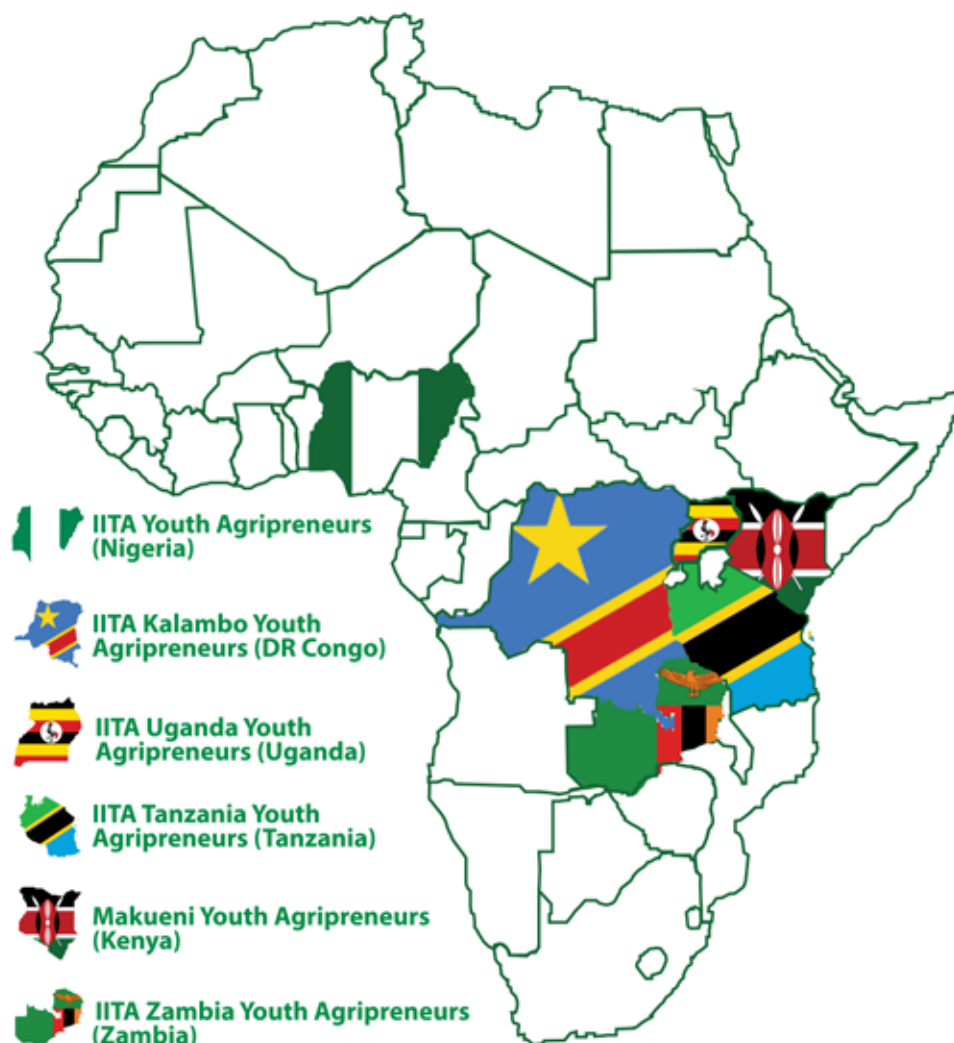 IITA Youth Agripreneurs
(Nigeria)
IITA Kalambo Youth
Agripreneurs (DR Congo)
IITA Uganda Youth
Agripreneurs (Uganda)
IITA Tanzania Youth
Agripreneurs (Tanzania)
Makueni Youth Agripreneurs
(Kenya)
IITA Zambia Youth Agripreneurs
(Zambia)